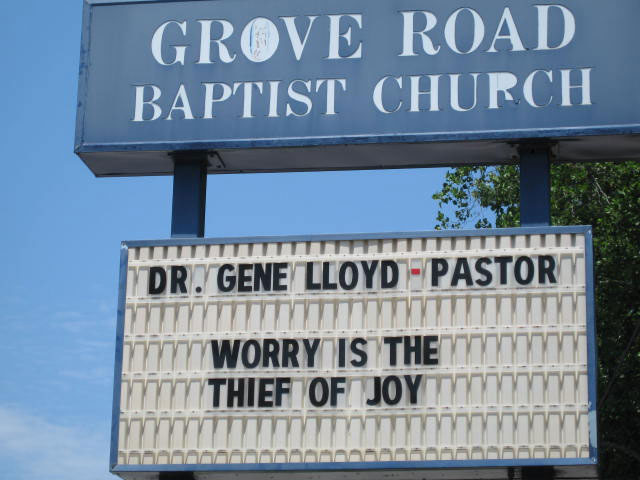 GROVE ROAD
BAPTIST CHURCH
DR. GENE LLOYD - PASTOR
WORRY IS THE
THIEF OF JOY